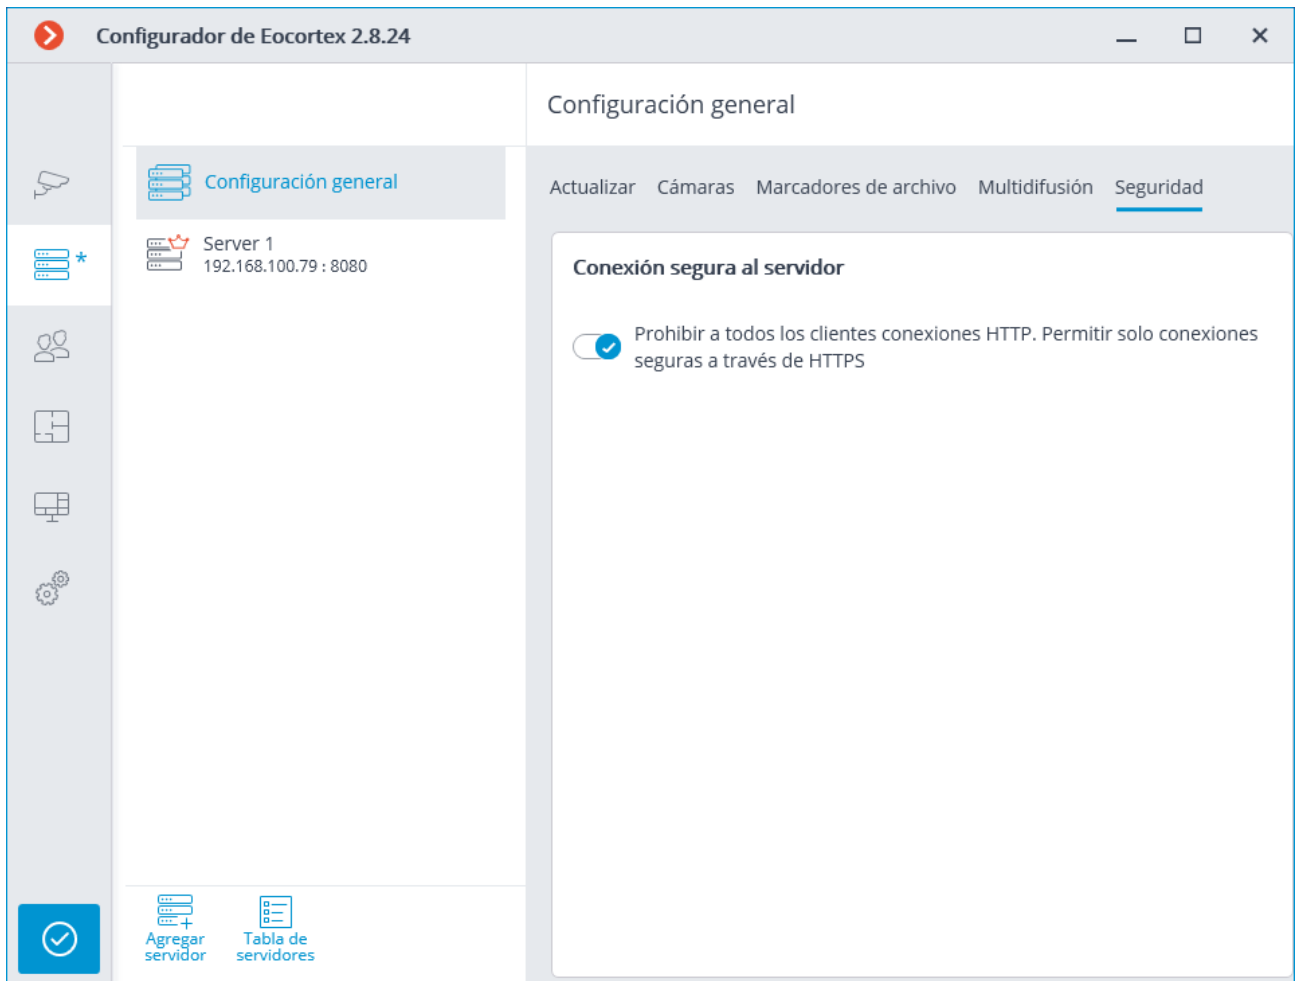 Configurador de Eocortex 2.8.24
Configuración general
Configuración general
Server 1
192.168.100.79 : 8080
Actualizar Cámaras Marcadores de archivo Multidifusión Seguridad
Conexión segura al servidor
Prohibir a todos los clientes conexiones HTTP. Permitir solo conexiones
seguras a través de HTTPS
*
Agregar
servidor
Tabla de
servidores